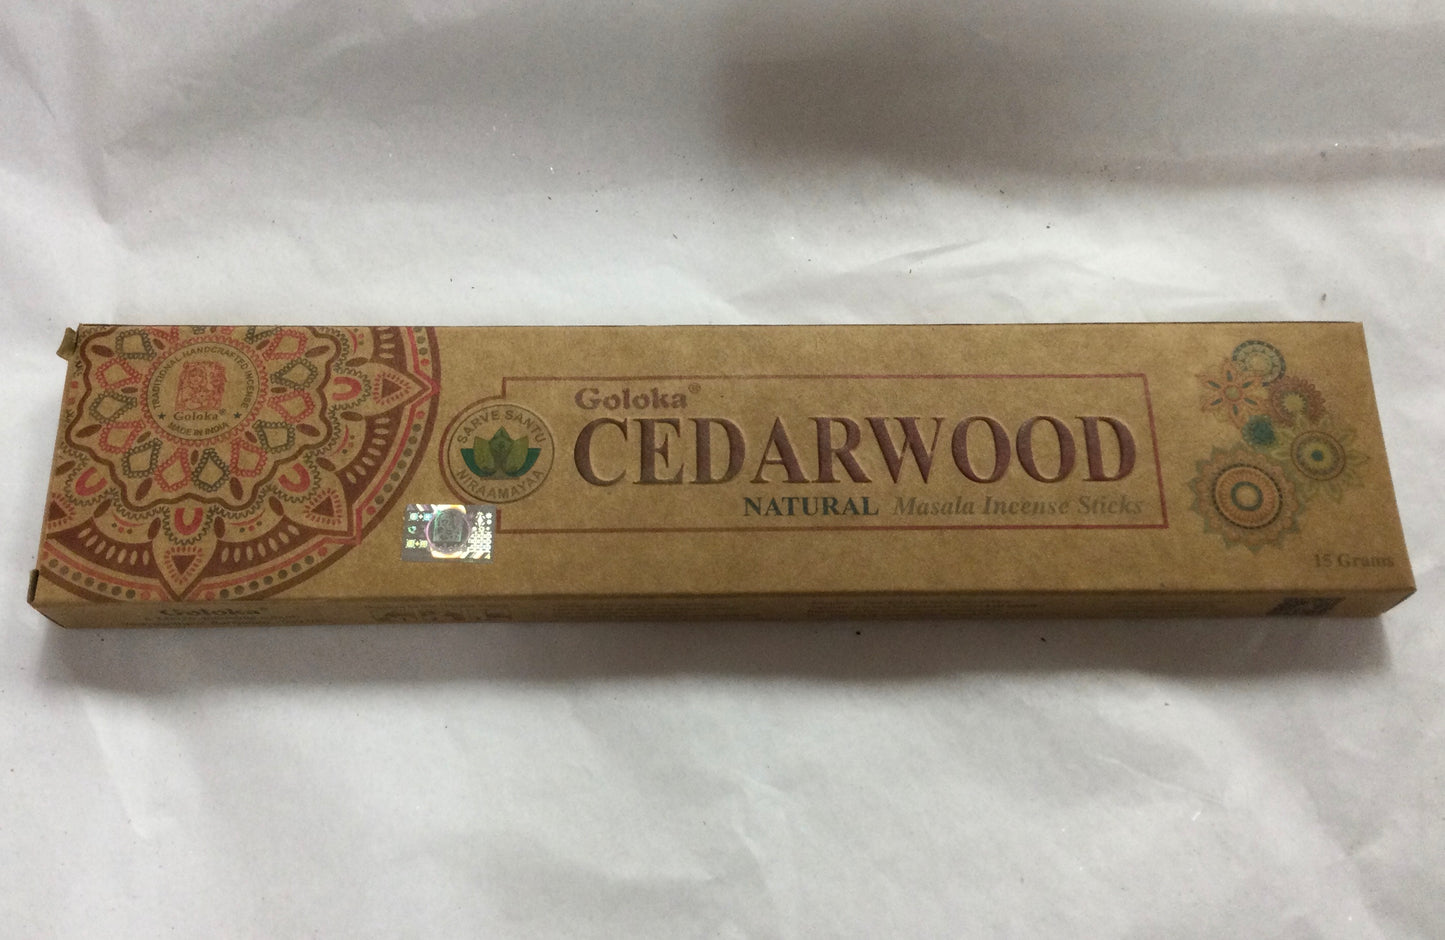 TRADITIONAL HANDCRAFTED INCENSE
Goloka®
MADE IN INDIA
SARVE SANTU
NIRAAMAYAA
Goloka®
CEDARWOOD
NATURAL Masala Incense Sticks
15 Grams
Goloka®